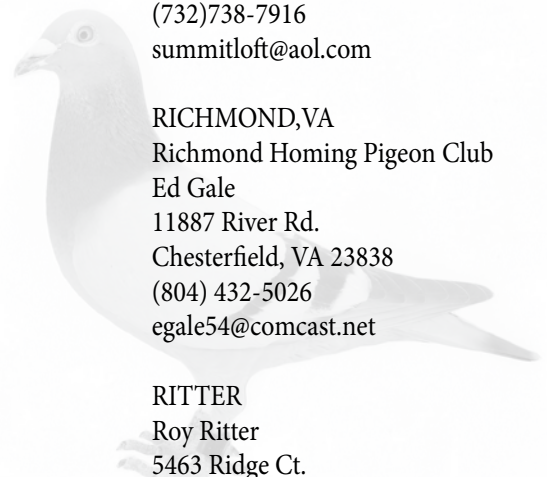 (732)738-7916
summitloft@aol.com
RICHMOND,VA
Richmond Homing Pigeon Club
Ed Gale
11887 River Rd.
Chesterfield, VA 23838
(804) 432-5026
egale54@comcast.net
RITTER
Roy Ritter
5463 Ridge Ct.